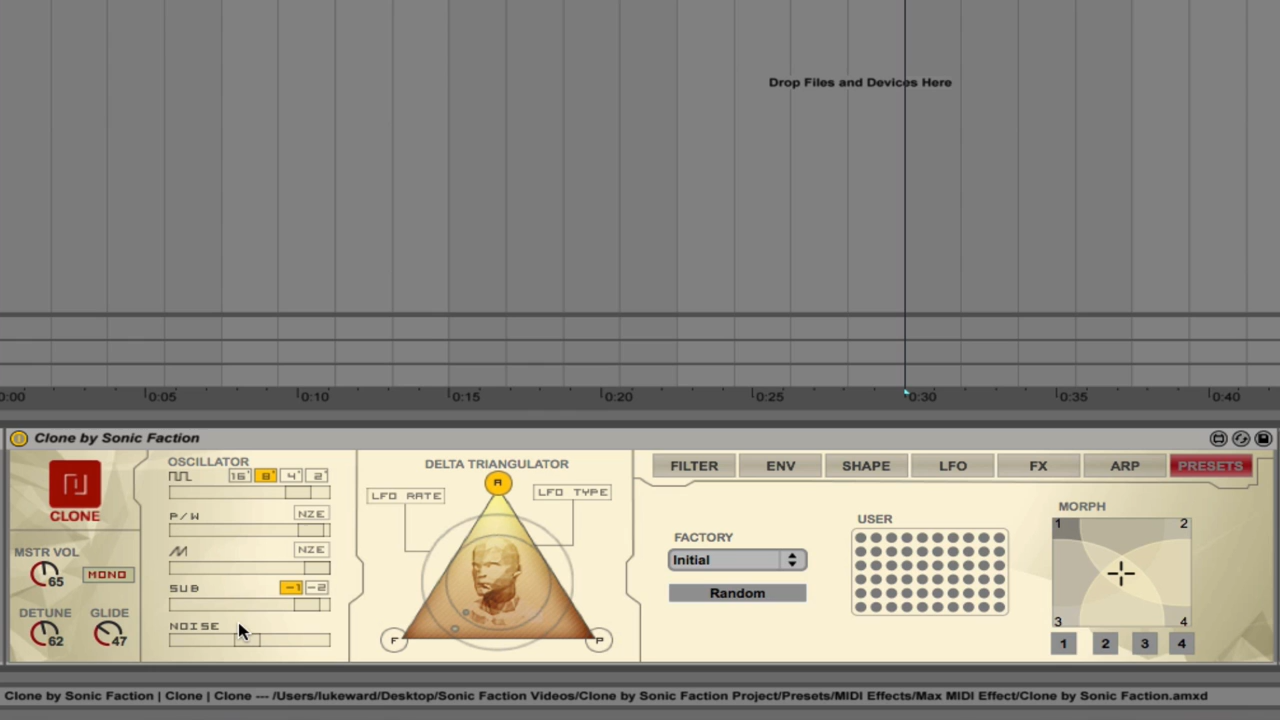 Drop Files and Devices Here
0:00 0:05 0:10 0:15 0:20 0:25 0:30 0:35 0:40
Clone by Sonic Faction
CLONE
MSTR VOL
65
MONO
DETUNE GLIDE
62 47
OSCILLATOR
16' 8' 4' 2'
P/W NZE
NZE
SUB -1 -2
NOISE
DELTA TRIANGULATOR
LFO RATE LFO TYPE
A
F P
FILTER ENV SHAPE LFO FX ARP PRESETS
FACTORY
Initial
Random
USER
MORPH
1 2
3 4
1 2 3 4
Clone by Sonic Faction | Clone | Clone --- /Users/lukeward/Desktop/Sonic Faction Videos/Clone by Sonic Faction Project/Presets/MIDI Effects/Max MIDI Effect/Clone by Sonic Faction.amxd